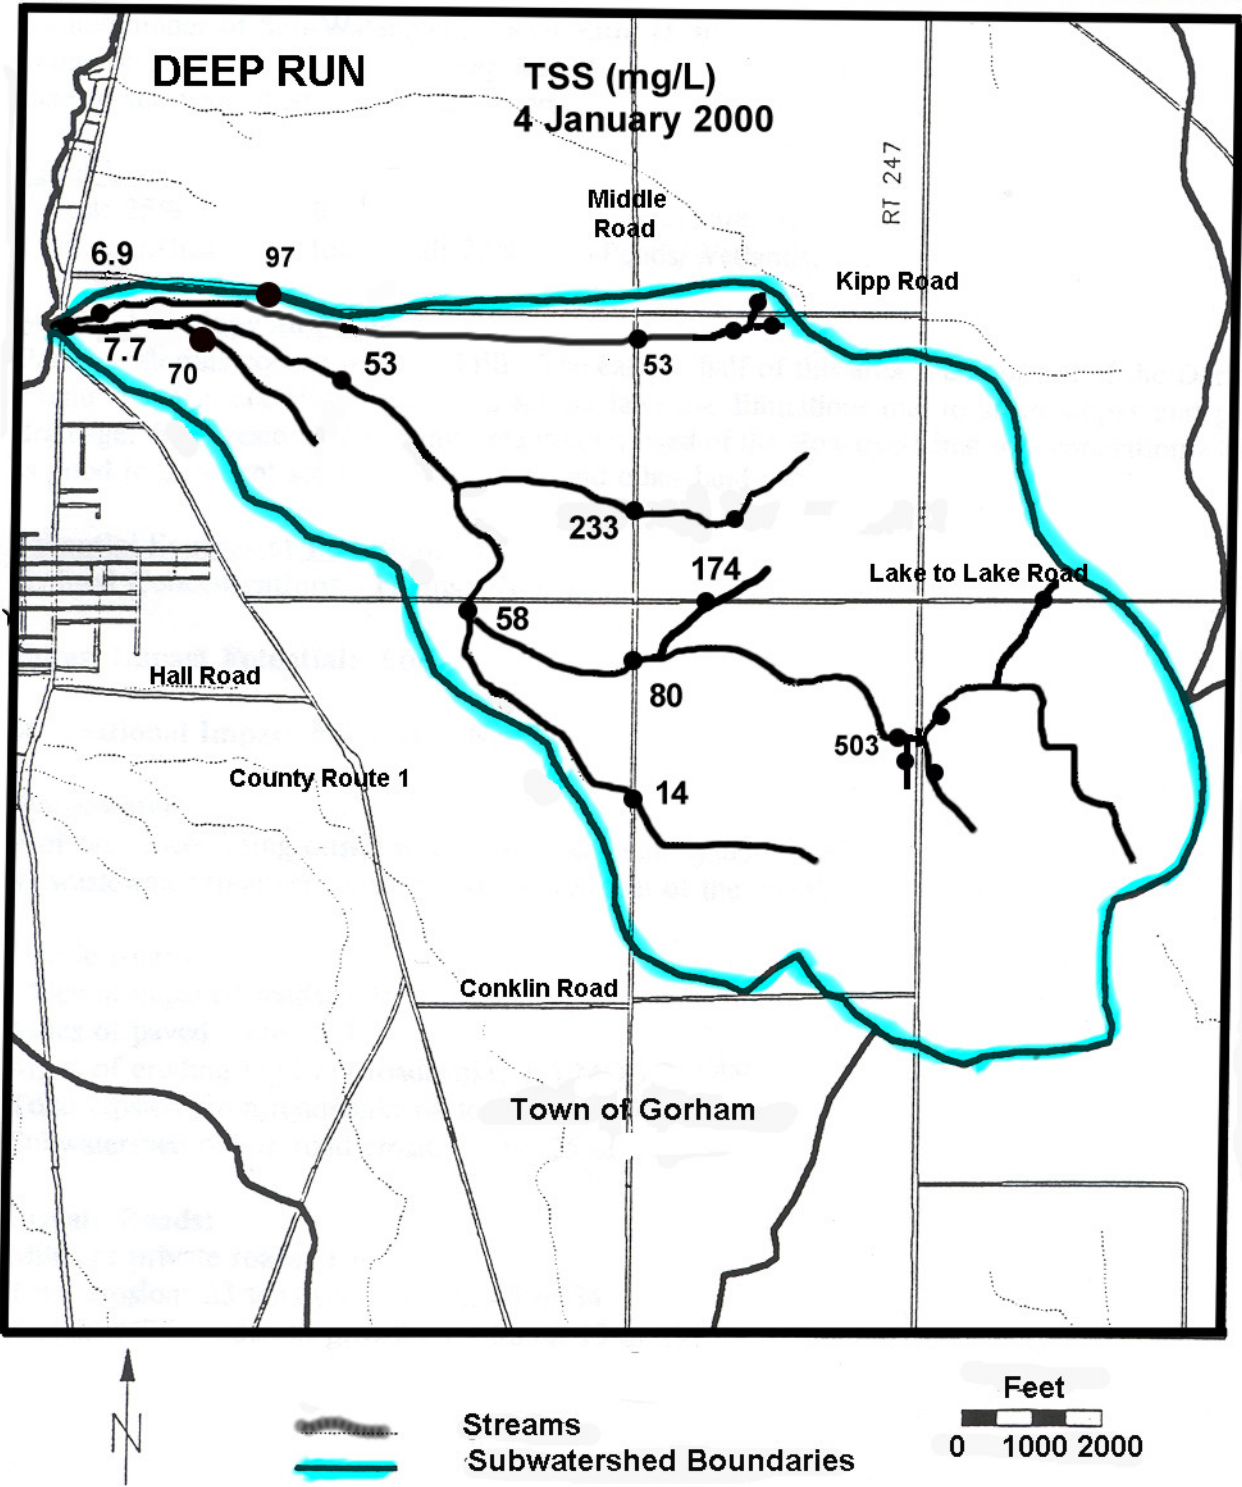 DEEP RUN
TSS (mg/L)
4 January 2000
RT 247
Middle
Road
6.9
97
Kipp Road
7.7
53
53
70
233
174
Lake to Lake Road
58
Hall Road
80
503
County Route 1
14
Conklin Road
Town of Gorham
N
Streams
Subwatershed Boundaries
Feet
0 1000 2000